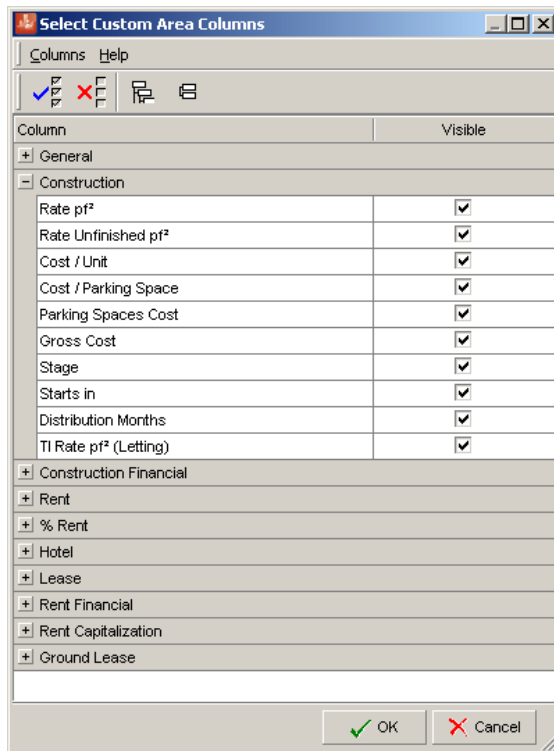 Select Custom Area Columns
Columns Help
Column Visible
General
Construction
Rate pf²
Rate Unfinished pf²
Cost / Unit
Cost / Parking Space
Parking Spaces Cost
Gross Cost
Stage
Starts in
Distribution Months
TI Rate pf² (Letting)
Construction Financial
Rent
% Rent
Hotel
Lease
Rent Financial
Rent Capitalization
Ground Lease
OK Cancel